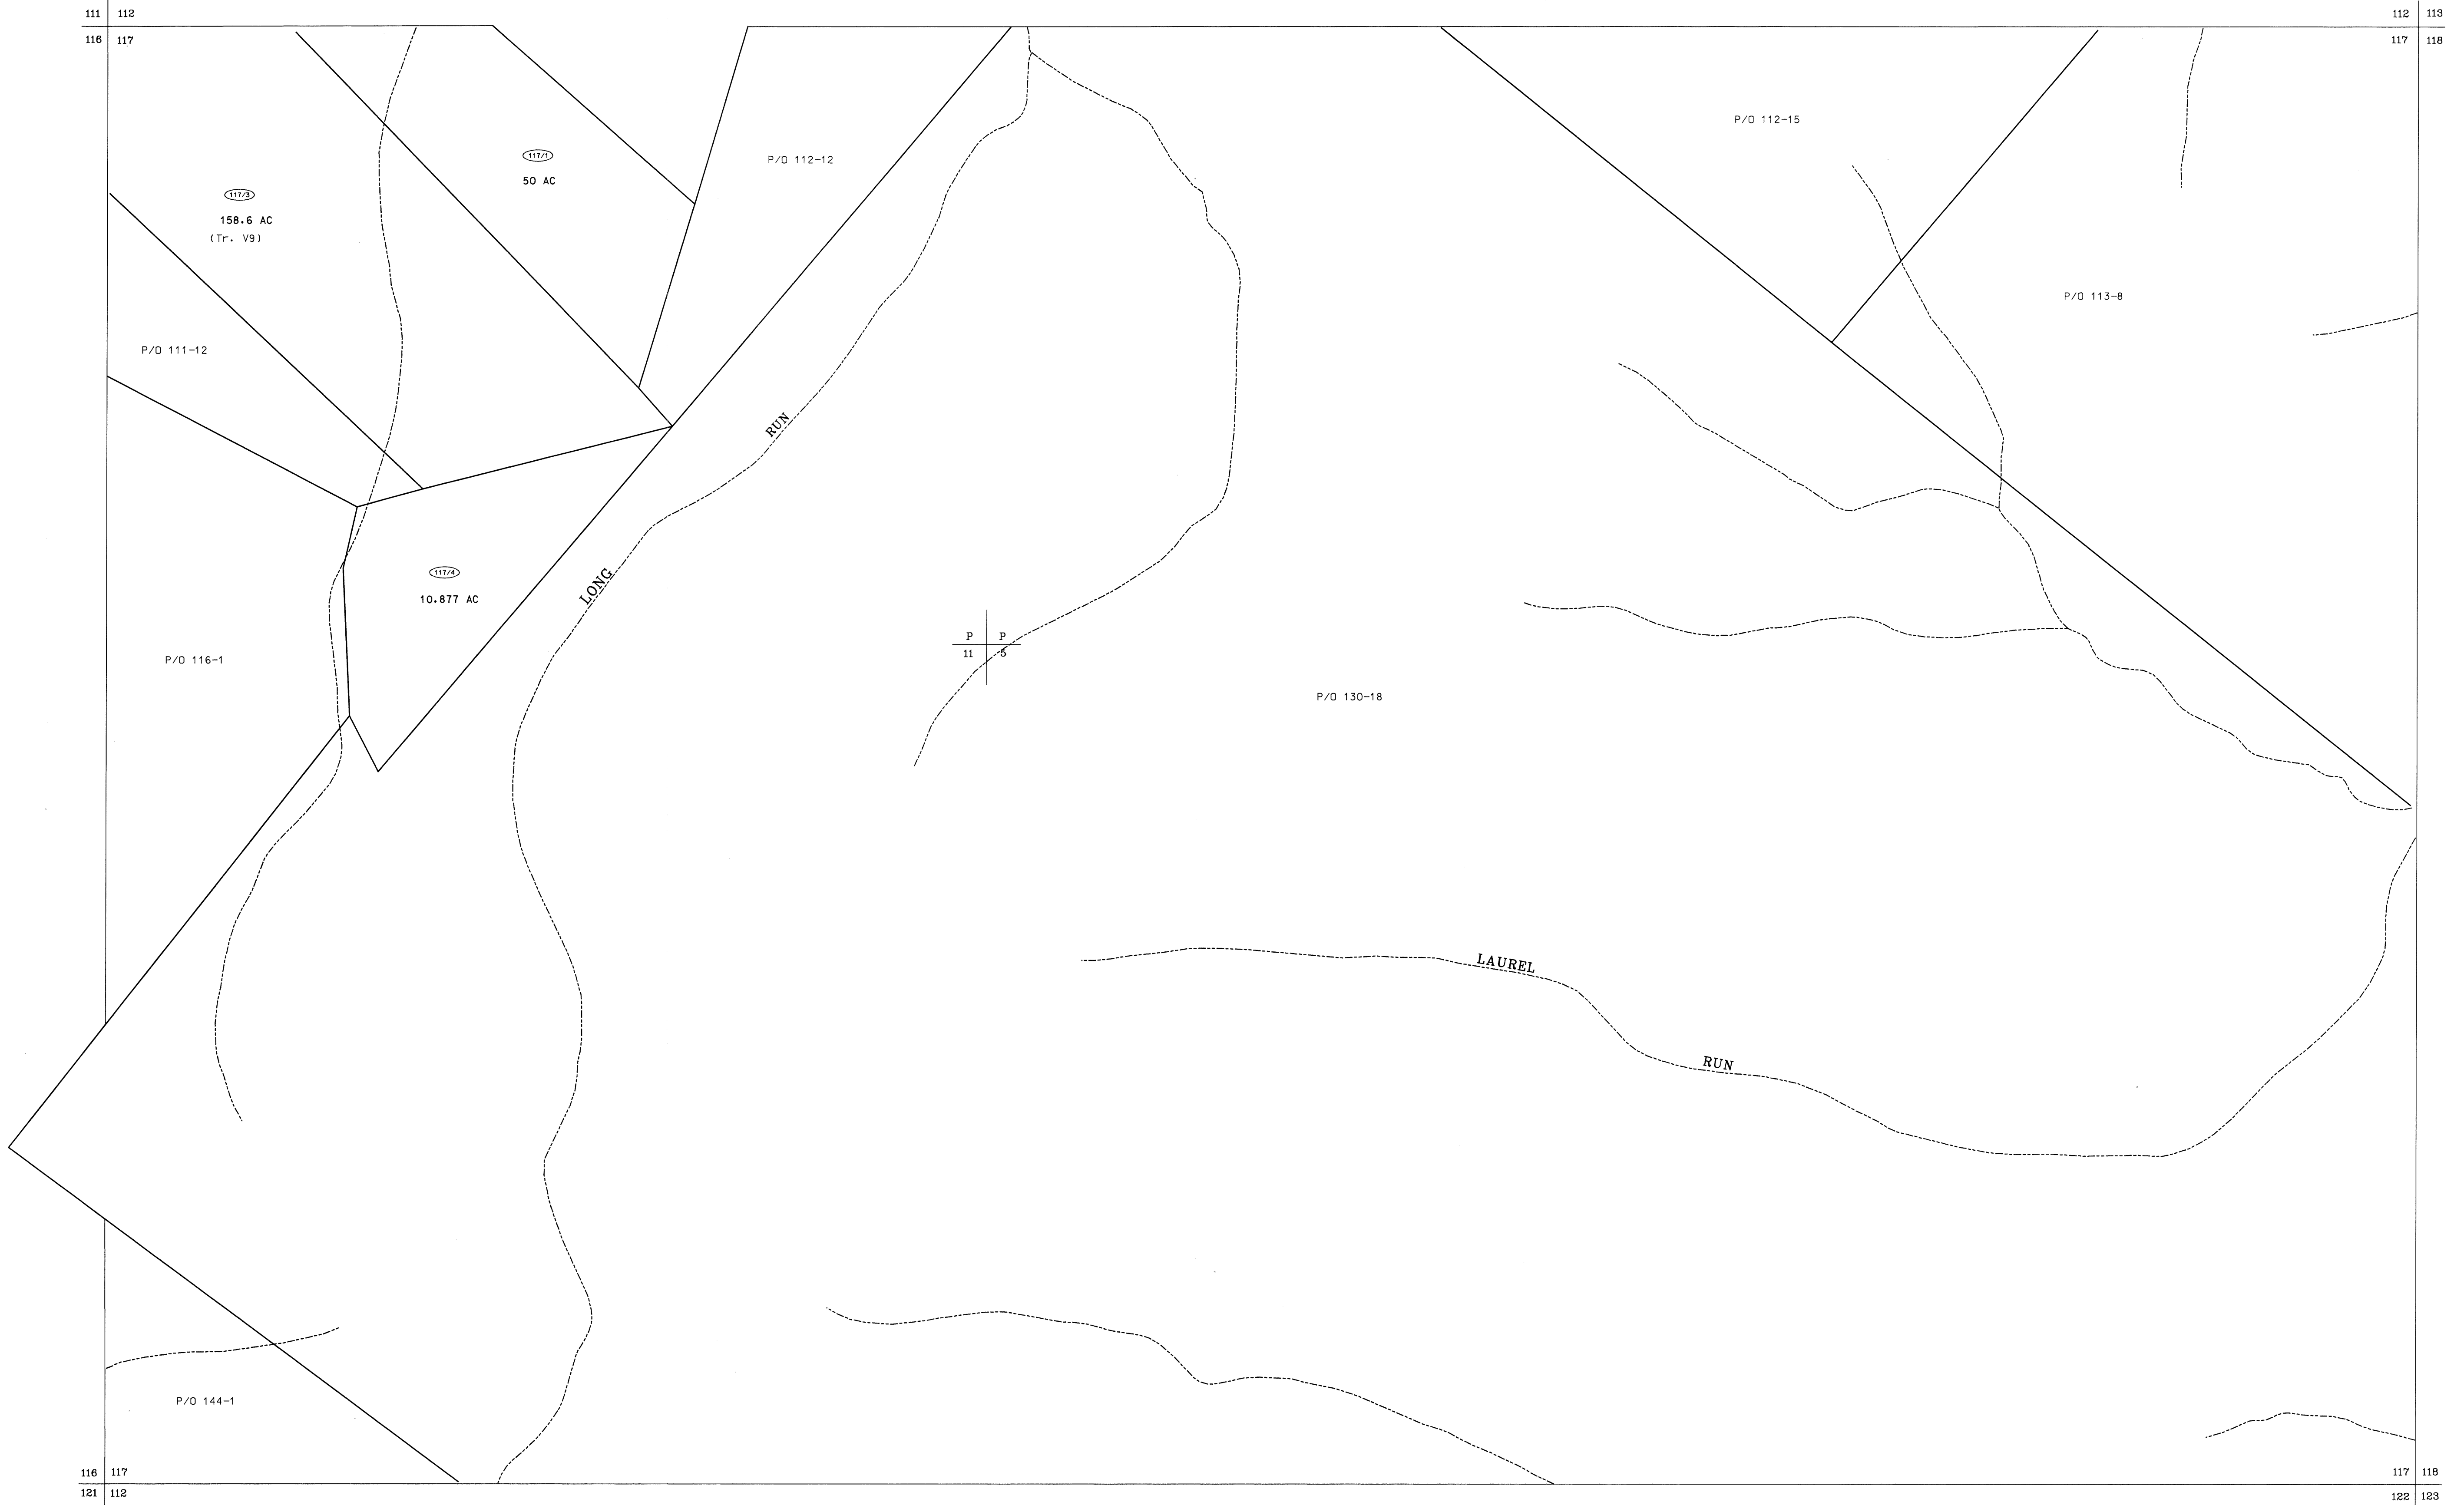 111 112
112 113
116 117
117 118
P/O 112-15
117/1
P/O 112-12
50 AC
117/3
158.6 AC
(Tr. V9)
P/O 113-8
P/O 111-12
RUN
117/4
LONG
10.877 AC
P P
11 5
P/O 116-1
P/O 130-18
LAUREL
RUN
P/O 144-1
116 117
117 118
121 112
122 123